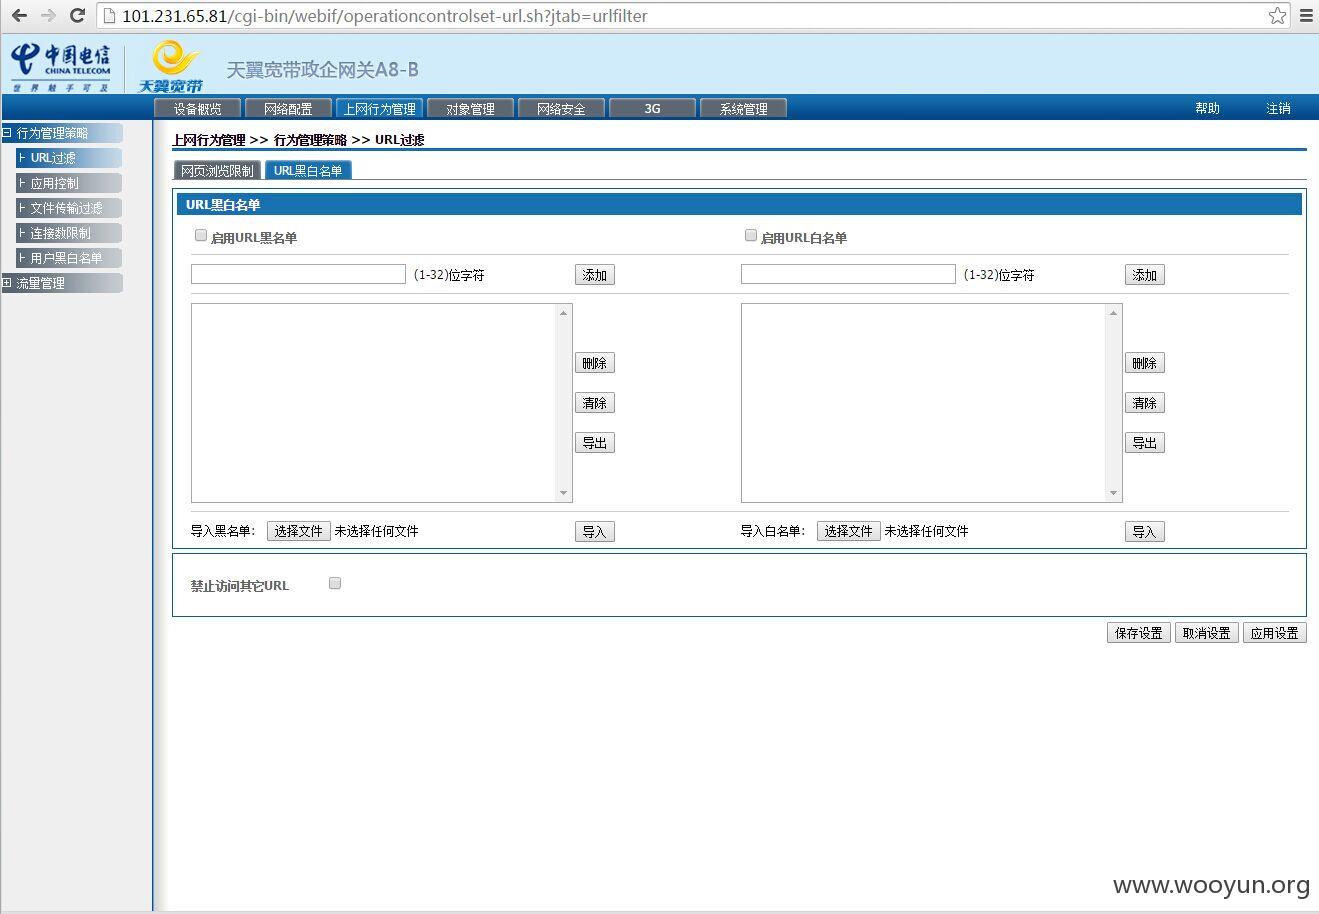 101.231.65.81/cgi-bin/webif/operationcontrolset-url.sh?jtab=urlfilter
中国电信
CHINA TELECOM
世界触手可及
天翼宽带
天翼宽带政企网关A8-B
设备概览 网络配置 上网行为管理 对象管理 网络安全 3G 系统管理 帮助 注销
行为管理策略
URL过滤
应用控制
文件传输过滤
连接数限制
用户黑白名单
流量管理
上网行为管理 >> 行为管理策略 >> URL过滤
网页浏览限制 URL黑白名单
URL黑白名单
启用URL黑名单 启用URL白名单
(1-32)位字符 添加 (1-32)位字符 添加
删除 删除
清除 清除
导出 导出
导入黑名单: 选择文件 未选择任何文件 导入 导入白名单: 选择文件 未选择任何文件 导入
禁止访问其它URL
保存设置 取消设置 应用设置
www.wooyun.org